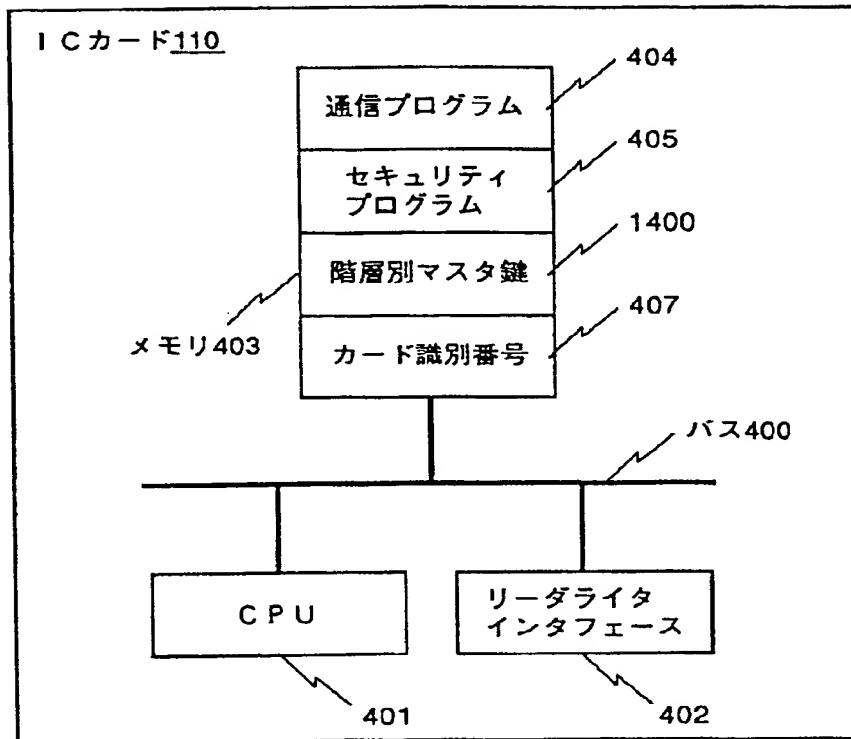 ICカード110
404
通信プログラム
405
セキュリティ
プログラム
1400
階層別マスタ鍵
407
メモリ403
カード識別番号
バス400
CPU
リーダライタ
インタフェース
401
402